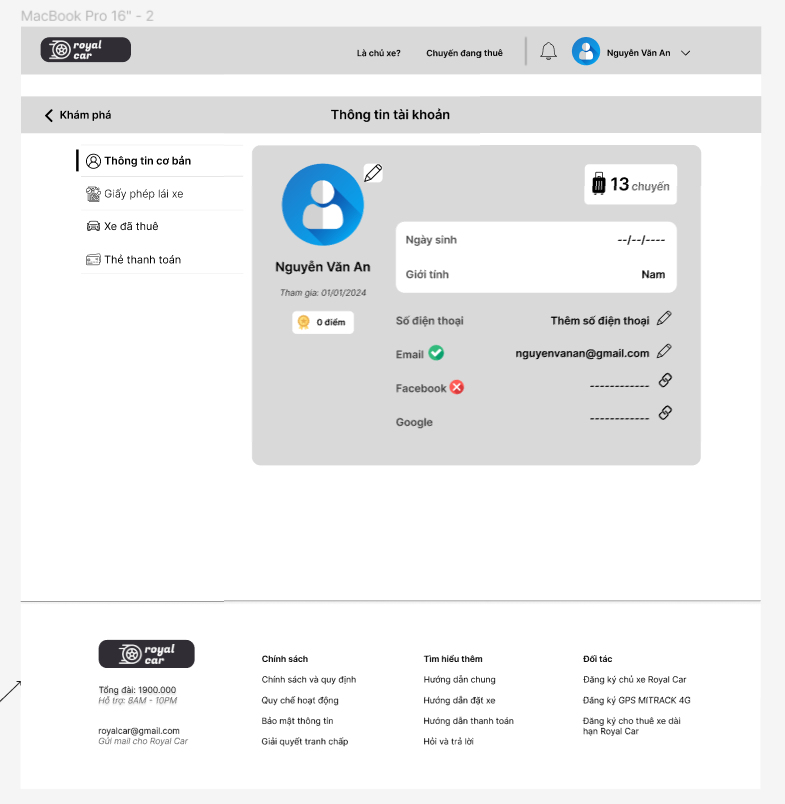 MacBook Pro 16" - 2
royal
car
Là chủ xe?
Chuyến đang thuê
Nguyễn Văn An
Khám phá
Thông tin tài khoản
Thông tin cơ bản
Giấy phép lái xe
Xe đã thuê
Thẻ thanh toán
13 chuyến
Ngày sinh
--/--/----
Giới tính
Nam
Nguyễn Văn An
Tham gia: 01/01/2024
0 điểm
Số điện thoại
Thêm số điện thoại
Email
nguyenvanan@gmail.com
Facebook
------------
Google
------------
royal
car
Tổng đài: 1900.000
Hỗ trợ: 8AM - 10PM
royalcar@gmail.com
Gửi mail cho Royal Car
Chính sách
Chính sách và quy định
Quy chế hoạt động
Bảo mật thông tin
Giải quyết tranh chấp
Tìm hiểu thêm
Hướng dẫn chung
Hướng dẫn đặt xe
Hướng dẫn thanh toán
Hỏi và trả lời
Đối tác
Đăng ký chủ xe Royal Car
Đăng ký GPS MITRACK 4G
Đăng ký cho thuê xe dài
hạn Royal Car